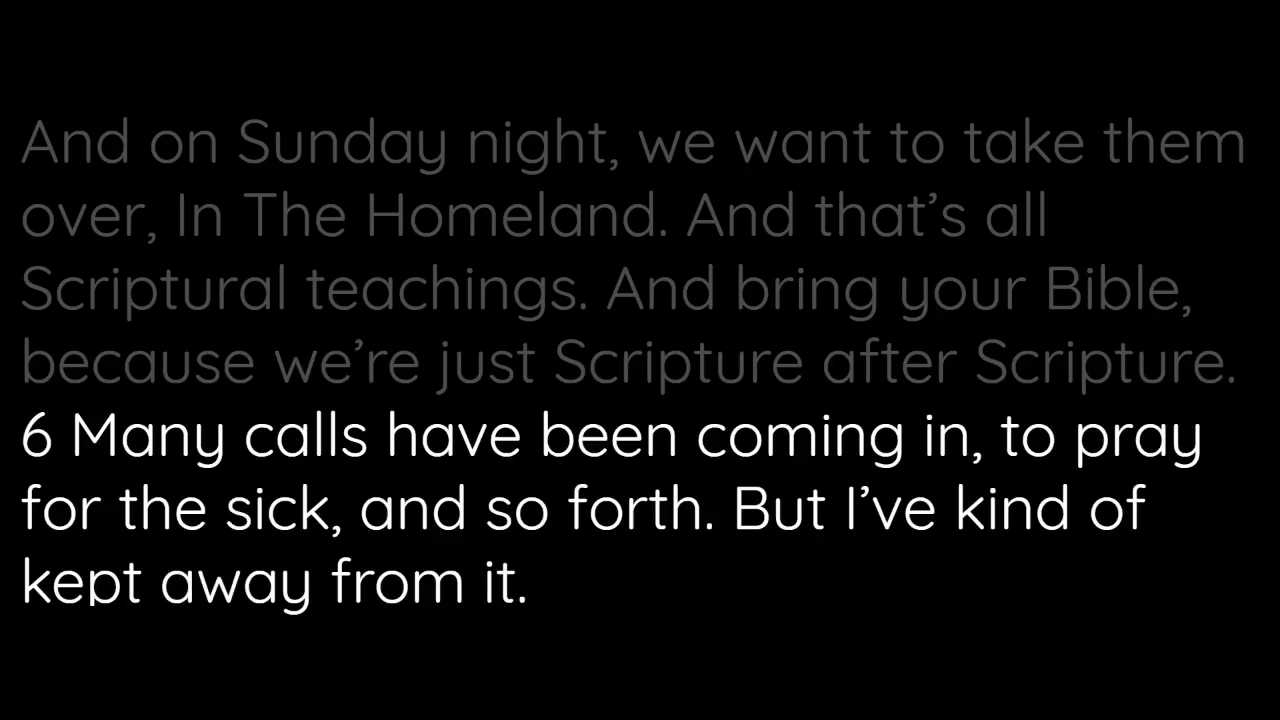 And on Sunday night, we want to take them
over, In The Homeland. And that’s all
Scriptural teachings. And bring your Bible,
because we’re just Scripture after Scripture.
6 Many calls have been coming in, to pray
for the sick, and so forth. But I’ve kind of
kept away from it.